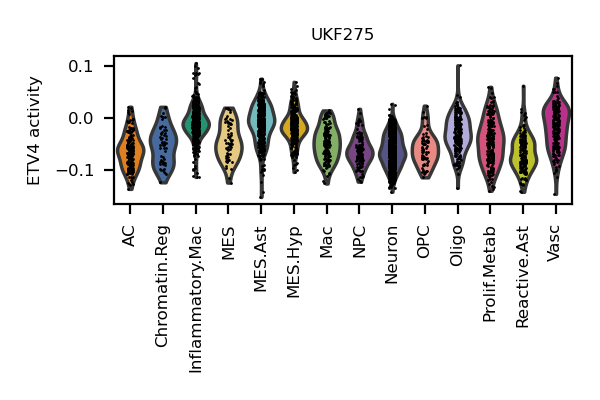 UKF275
ETV4 activity
0.1
0.0
−0.1
AC
Chromatin.Reg
Inflammatory.Mac
MES
MES.Ast
MES.Hyp
Mac
NPC
Neuron
OPC
Oligo
Prolif.Metab
Reactive.Ast
Vasc